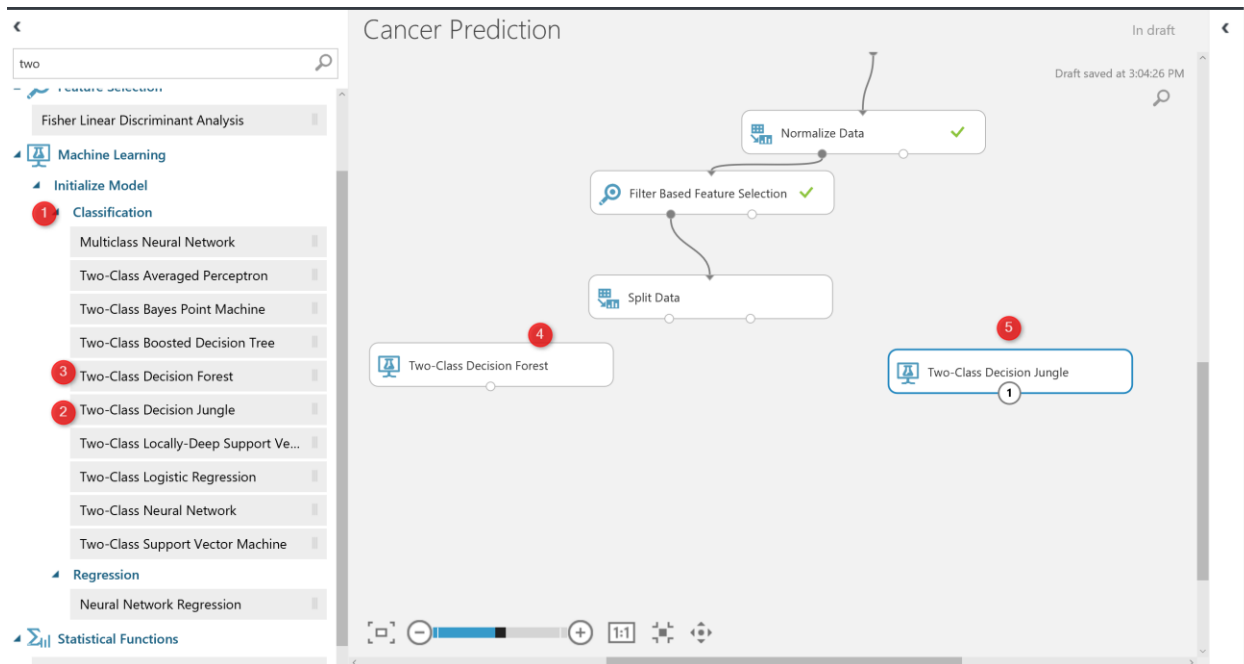 two
Feature Selection
Fisher Linear Discriminant Analysis
Machine Learning
Initialize Model
1 Classification
Multiclass Neural Network
Two-Class Averaged Perceptron
Two-Class Bayes Point Machine
Two-Class Boosted Decision Tree
3 Two-Class Decision Forest
2 Two-Class Decision Jungle
Two-Class Locally-Deep Support Ve...
Two-Class Logistic Regression
Two-Class Neural Network
Two-Class Support Vector Machine
Regression
Neural Network Regression
Statistical Functions
Cancer Prediction
In draft
Draft saved at 3:04:26 PM
Normalize Data
Filter Based Feature Selection
Split Data
4
Two-Class Decision Forest
5
Two-Class Decision Jungle
1
1:1